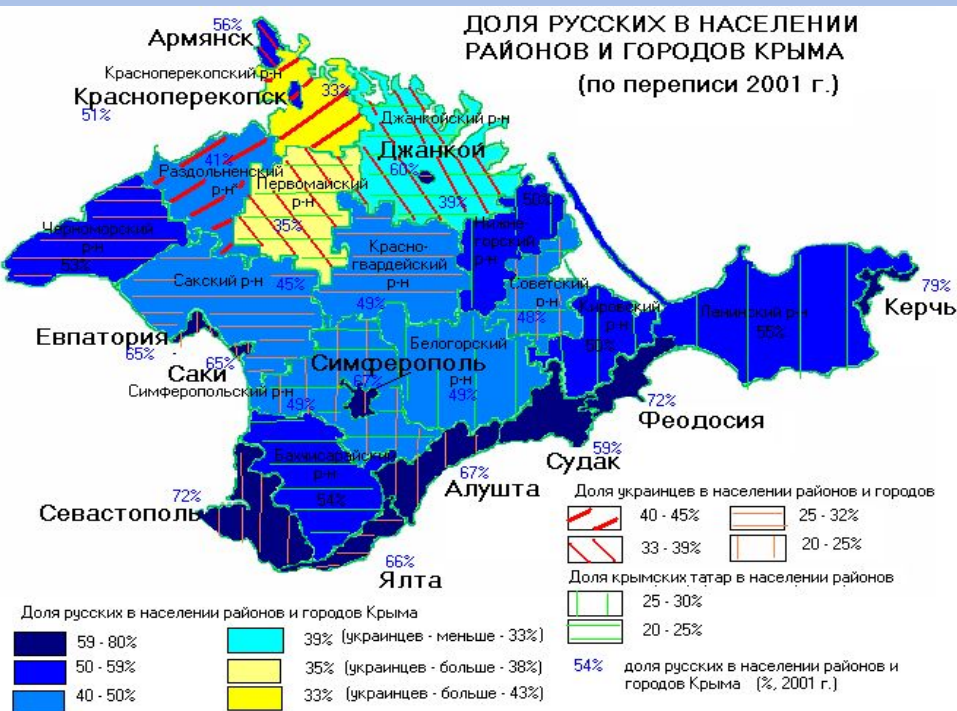 ДОЛЯ РУССКИХ В НАСЕЛЕНИИ
РАЙОНОВ И ГОРОДОВ КРЫМА
(по переписи 2001 г.)
56%
Армянск
Красноперекопский р-н
Красноперекопск
51%
33%
Джанкойский р-н
Джанкой
60%
39%
41%
Раздольненский
р-н
Первомайский
р-н
35%
Черноморский
р-н
53%
Сакский р-н
45%
Красно-
гвардейский
р-н
49%
50%
Нижне-
горский
р-н
Советский
р-н
48%
Кировский
р-н
50%
Ленинский р-н
55%
79%
Керчь
Евпатория
65%
65%
Саки
Симферополь
67%
Симферопольский р-н
49%
Белогорский
р-н
49%
72%
Феодосия
59%
Судак
67%
Алушта
Бахчисарайский
р-н
54%
72%
Севастополь
66%
Ялта
Доля украинцев в населении районов и городов
40 - 45%
25 - 32%
33 - 39%
20 - 25%
Доля крымских татар в населении районов
25 - 30%
20 - 25%
54% доля русских в населении районов и
городов Крыма (%, 2001 г.)
Доля русских в населении районов и городов Крыма
59 - 80%
39% (украинцев - меньше - 33%)
50 - 59%
35% (украинцев - больше - 38%)
40 - 50%
33% (украинцев - больше - 43%)